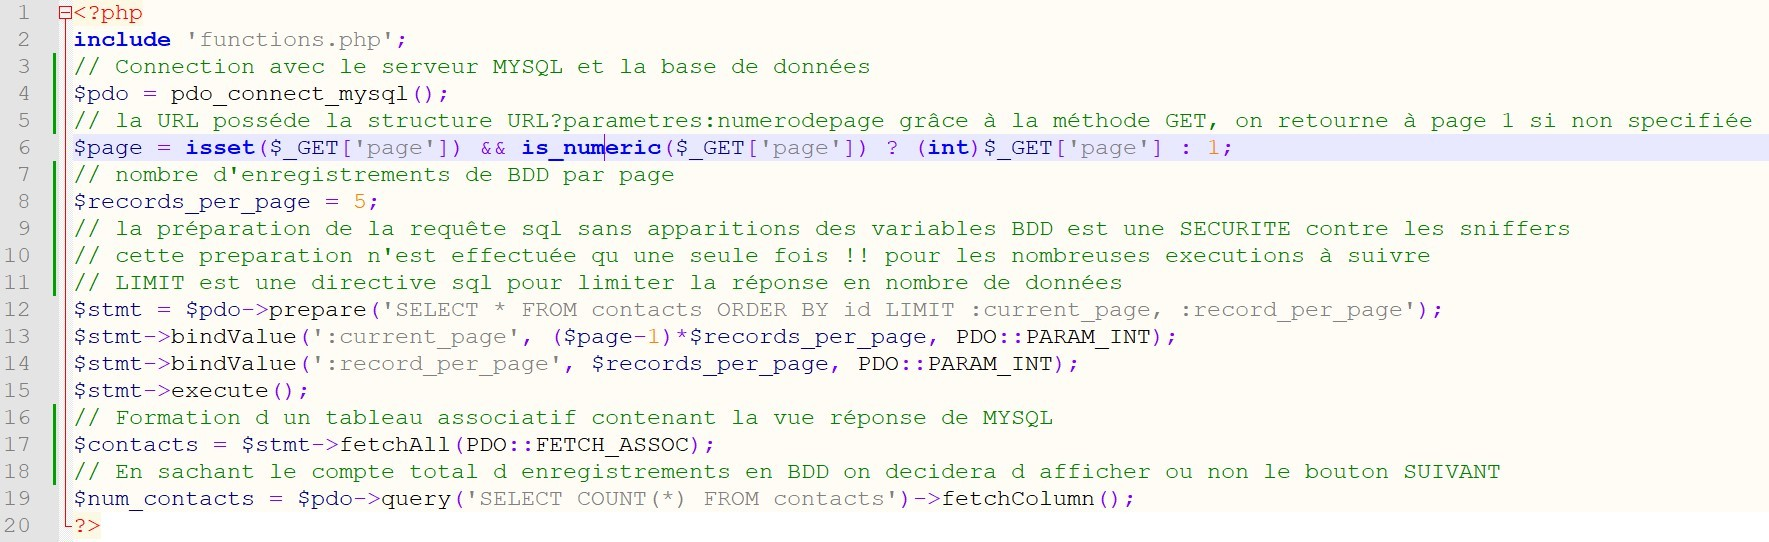 1 <?php
2 include 'functions.php';
3 // Connection avec le serveur MYSQL et la base de données
4 $pdo = pdo_connect_mysql();
5 // la URL posséde la structure URL?parametres:numerodepage grâce à la méthode GET, on retourne à page 1 si non specifiée
6 $page = isset($_GET['page']) && is_numeric($_GET['page']) ? (int)$_GET['page'] : 1;
7 // nombre d'enregistrements de BDD par page
8 $records_per_page = 5;
9 // la préparation de la requête sql sans apparitions des variables BDD est une SECURITE contre les sniffers
10 // cette preparation n'est effectuée qu une seule fois !! pour les nombreuses executions à suivre
11 // LIMIT est une directive sql pour limiter la réponse en nombre de données
12 $stmt = $pdo->prepare('SELECT * FROM contacts ORDER BY id LIMIT :current_page, :record_per_page');
13 $stmt->bindValue(':current_page', ($page-1)*$records_per_page, PDO::PARAM_INT);
14 $stmt->bindValue(':record_per_page', $records_per_page, PDO::PARAM_INT);
15 $stmt->execute();
16 // Formation d un tableau associatif contenant la vue réponse de MYSQL
17 $contacts = $stmt->fetchAll(PDO::FETCH_ASSOC);
18 // En sachant le compte total d enregistrements en BDD on decidera d afficher ou non le bouton SUIVANT
19 $num_contacts = $pdo->query('SELECT COUNT(*) FROM contacts')->fetchColumn();
20 ?>